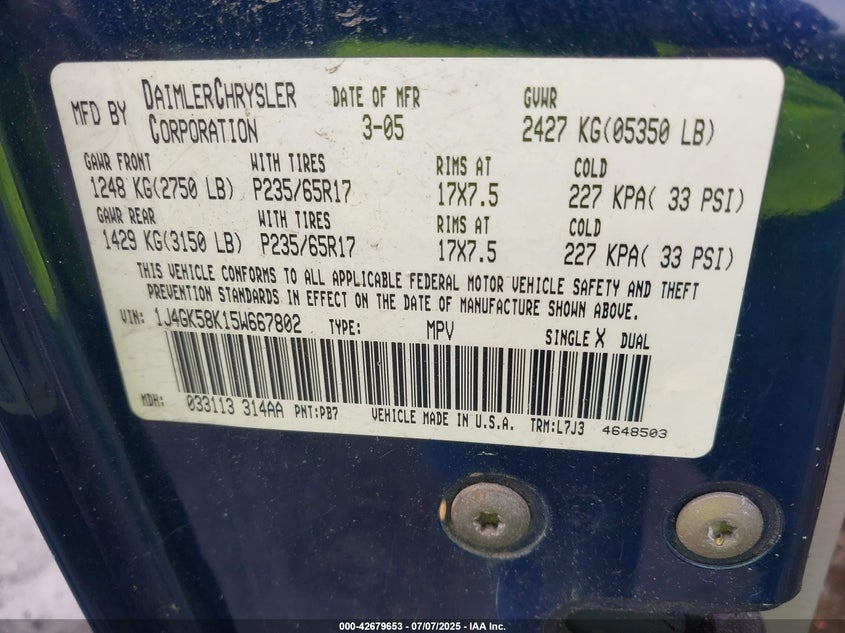 MFD BY DAIMLERCHRYSLER CORPORATION DATE OF MFR 3-05 GVWR 2427 KG(05350 LB)
GAWR FRONT WITH TIRES RIMS AT COLD
1248 KG(2750 LB) P235/65R17 17X7.5 227 KPA( 33 PSI)
GAWR REAR WITH TIRES RIMS AT COLD
1429 KG(3150 LB) P235/65R17 17X7.5 227 KPA( 33 PSI)
THIS VEHICLE CONFORMS TO ALL APPLICABLE FEDERAL MOTOR VEHICLE SAFETY AND THEFT
PREVENTION STANDARDS IN EFFECT ON THE DATE OF MANUFACTURE SHOWN ABOVE.
VIN: 1J4GK58K15W667802 TYPE: MPV SINGLE X DUAL
MDH: 033113 314AA PNT:PB7 VEHICLE MADE IN U.S.A. TRM:L7J3 4648503
000-42679653 / 07/07/2025 - IAA Inc.